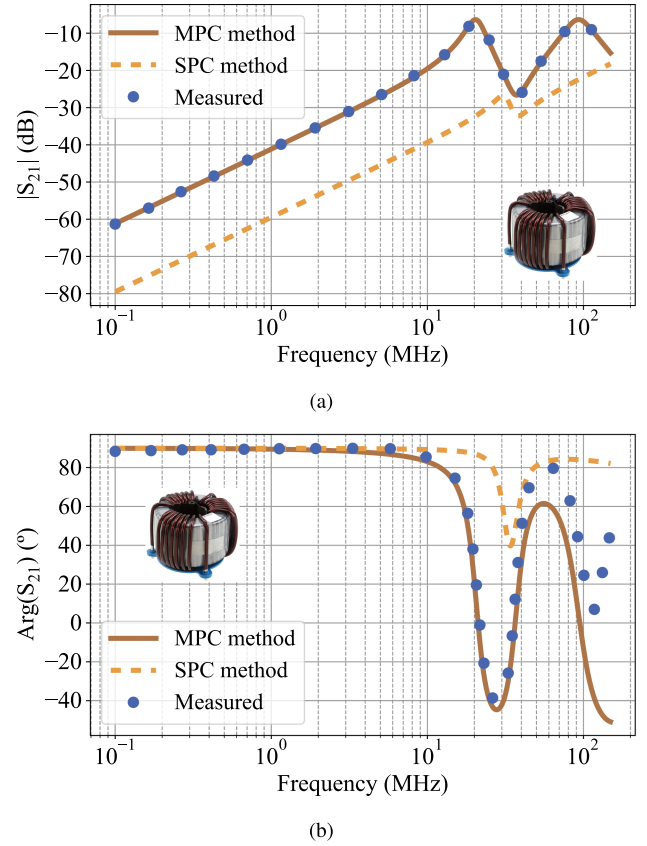 −10
−20
−30
−40
−50
−60
−70
−80
|S21| (dB)
MPC method
SPC method
Measured
10−1 100 101 102
Frequency (MHz)
(a)
80
60
40
20
−0
−20
−40
Arg(S21) (º)
MPC method
SPC method
Measured
10−1 100 101 102
Frequency (MHz)
(b)